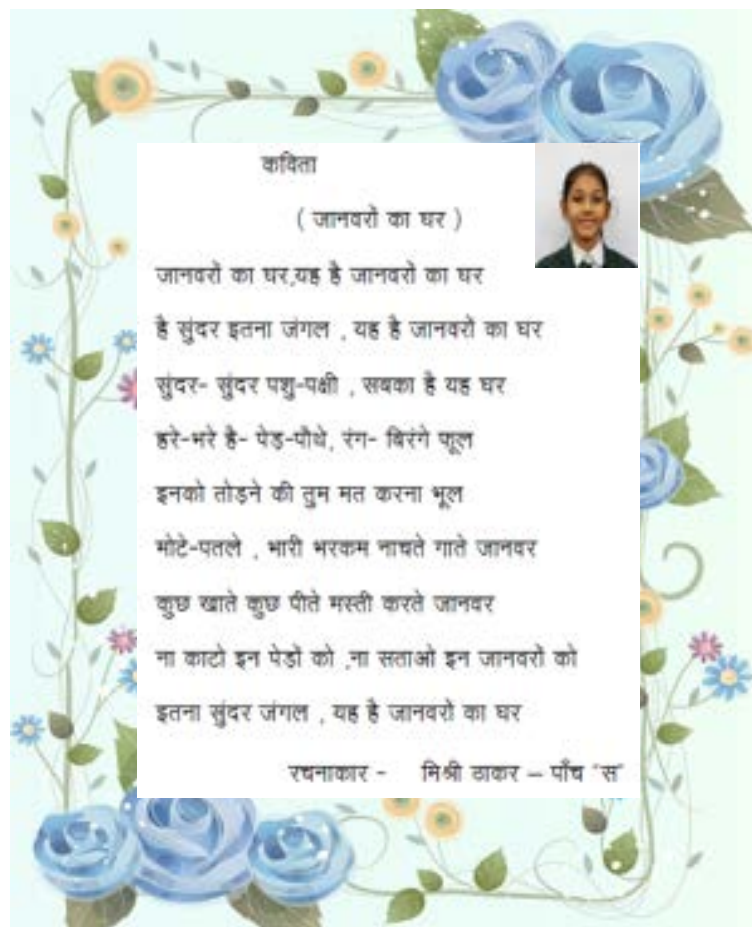 कविता
( जानवरों का घर )
जानवरों का घर,यह है जानवरों का घर
है सुंदर इतना जंगल , यह है जानवरों का घर
सुंदर- सुंदर पशु-पक्षी , सबका है यह घर
हरे-भरे है- पेड़-पौधे, रंग- बिरंगे फूल
इनको तोड़ने की तुम मत करना भूल
मोटे-पतले , भारी भरकम नाचते गाते जानवर
कुछ खाते कुछ पीते मस्ती करते जानवर
ना काटो इन पेड़ों को ,ना सताओ इन जानवरों को
इतना सुंदर जंगल , यह है जानवरों का घर
रचनाकार - मिश्री ठाकर – पाँच "स"